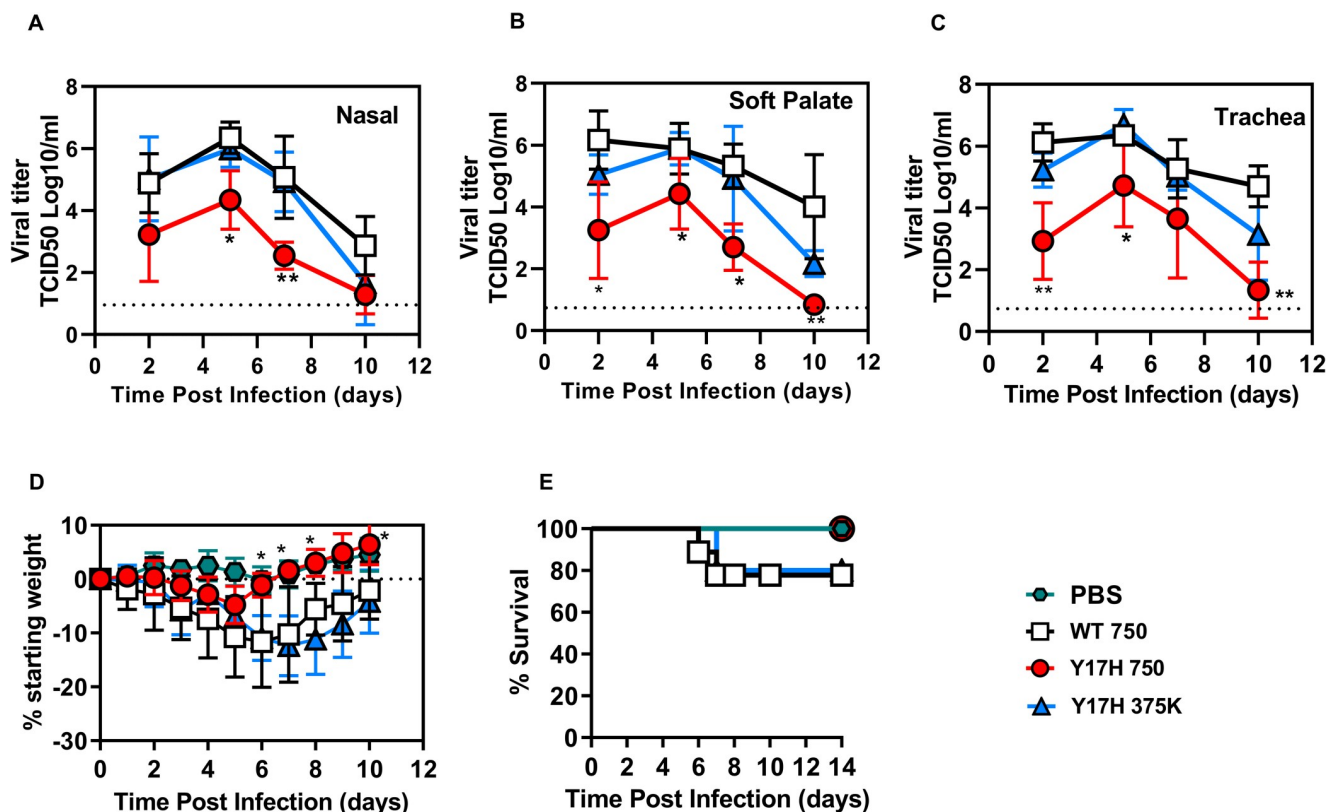 A
Nasal
Viral titer
TCID50 Log10/ml
8
6
4
2
0
0 2 4 6 8 10 12
Time Post Infection (days)
*
**
B
Soft Palate
Viral titer
TCID50 Log10/ml
8
6
4
2
0
0 2 4 6 8 10 12
Time Post Infection (days)
*
*
*
**
C
Trachea
Viral titer
TCID50 Log10/ml
8
6
4
2
0
0 2 4 6 8 10 12
Time Post Infection (days)
**
*
**
D
% starting weight
10
0
-10
-20
-30
0 2 4 6 8 10 12
Time Post Infection (days)
*
*
*
*
E
% Survival
100
80
60
40
20
0
0 2 4 6 8 10 12 14
Time Post Infection (days)
PBS
WT 750
Y17H 750
Y17H 375K